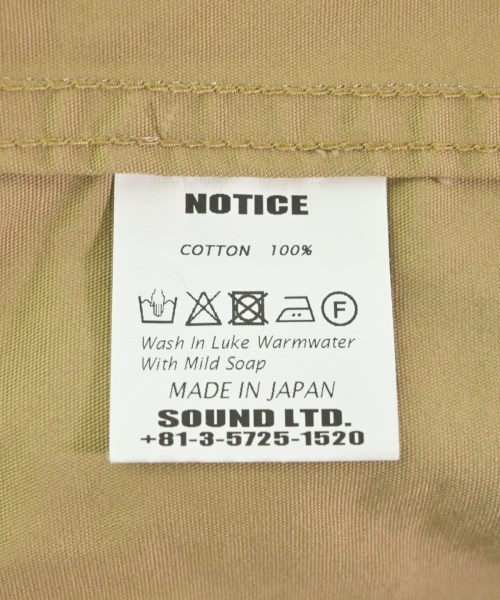 NOTICE
COTTON 100%
F
Wash In Luke Warmwater
With Mild Soap
MADE IN JAPAN
SOUND LTD.
+81-3-5725-1520